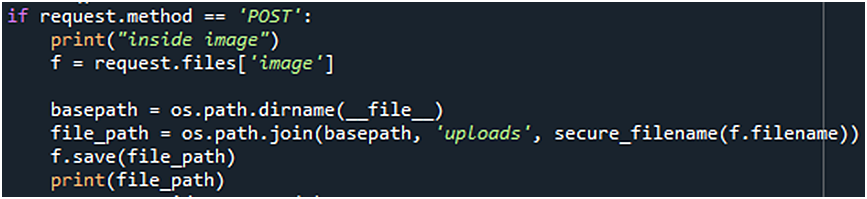 if request.method == 'POST':
    print("inside image")
    f = request.files['image']

    basepath = os.path.dirname(__file__)
    file_path = os.path.join(basepath, 'uploads', secure_filename(f.filename))
    f.save(file_path)
    print(file_path)